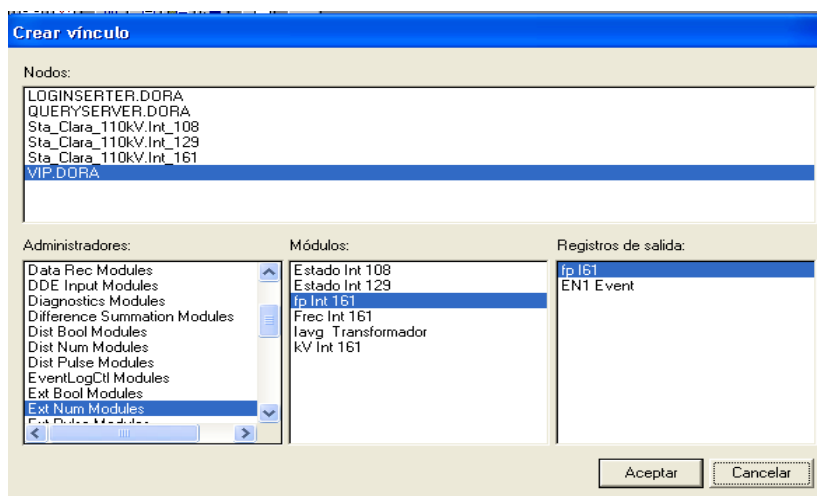 Crear vínculo
Nodos:
LOGINSERTER.DORA
QUERYSERVER.DORA
Sta_Clara_110kV.Int_108
Sta_Clara_110kV.Int_129
Sta_Clara_110kV.Int_161
VIP.DORA
Administradores:
Data Rec Modules
DDE Input Modules
Diagnostics Modules
Difference Summation Modules
Dist Bool Modules
Dist Num Modules
Dist Pulse Modules
EventLogCtl Modules
Ext Bool Modules
Ext Num Modules
Módulos:
Estado Int 108
Estado Int 129
fp Int 161
Frec Int 161
Iavg Transformador
kV Int 161
Registros de salida:
fp I61
EN1 Event
Aceptar
Cancelar